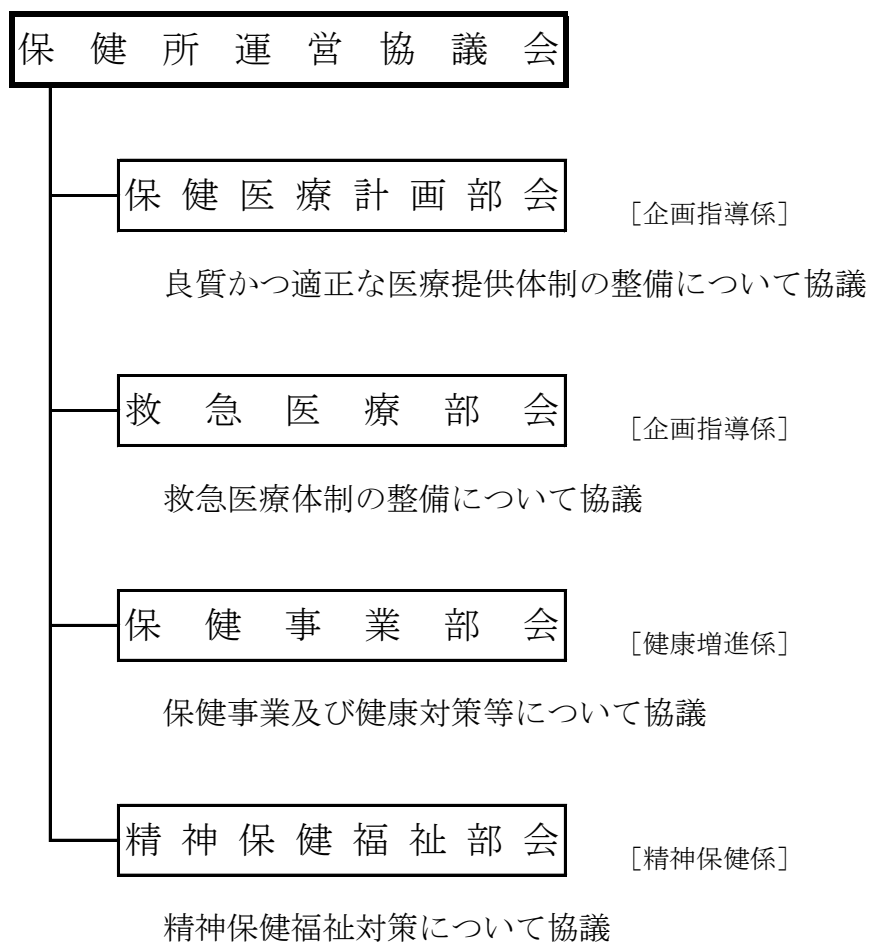 保健所運営協議会
保健医療計画部会
［企画指導係］
良質かつ適正な医療提供体制の整備について協議
救急医療部会
［企画指導係］
救急医療体制の整備について協議
保健事業部会
［健康増進係］
保健事業及び健康対策等について協議
精神保健福祉部会
［精神保健係］
精神保健福祉対策について協議